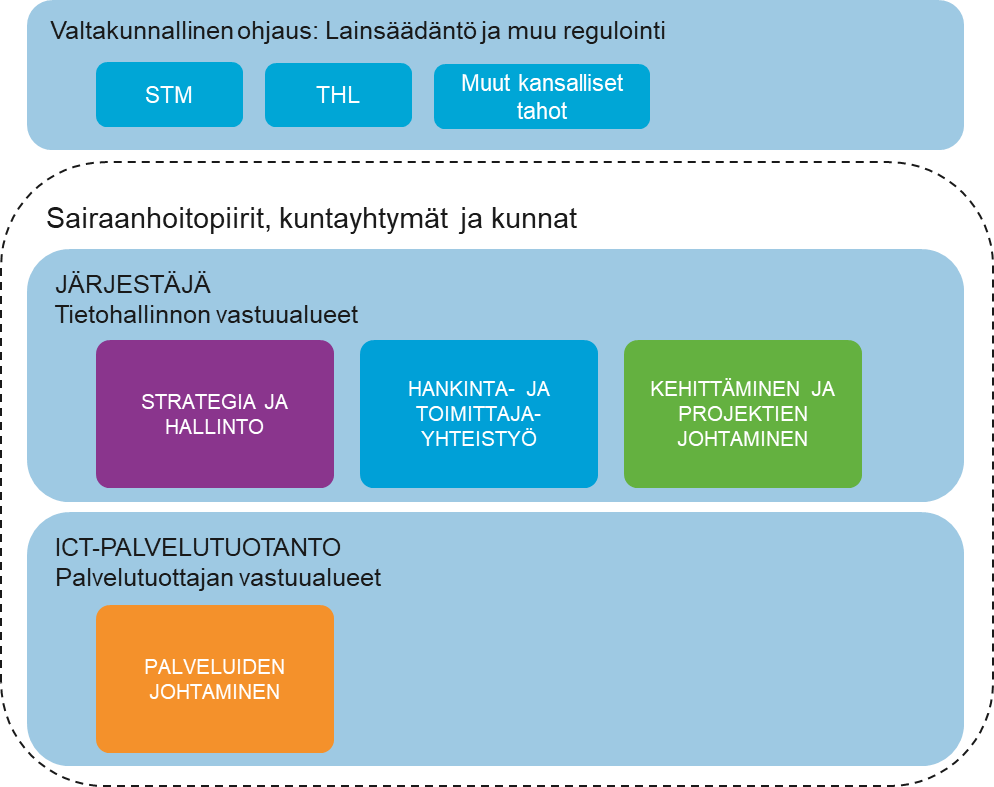 Valtakunnallinen ohjaus: Lainsäädäntö ja muu regulointi
STM
THL
Muut kansalliset
tahot
Sairaanhoitopiirit, kuntayhtymät ja kunnat
JÄRJESTÄJÄ
Tietohallinnon vastuualueet
STRATEGIA JA
HALLINTO
HANKINTA- JA
TOIMITTAJA-
YHTEISTYÖ
KEHITTÄMINEN JA
PROJEKTIEN
JOHTAMINEN
ICT-PALVELUTUOTANTO
Palvelutuottajan vastuualueet
PALVELUIDEN
JOHTAMINEN